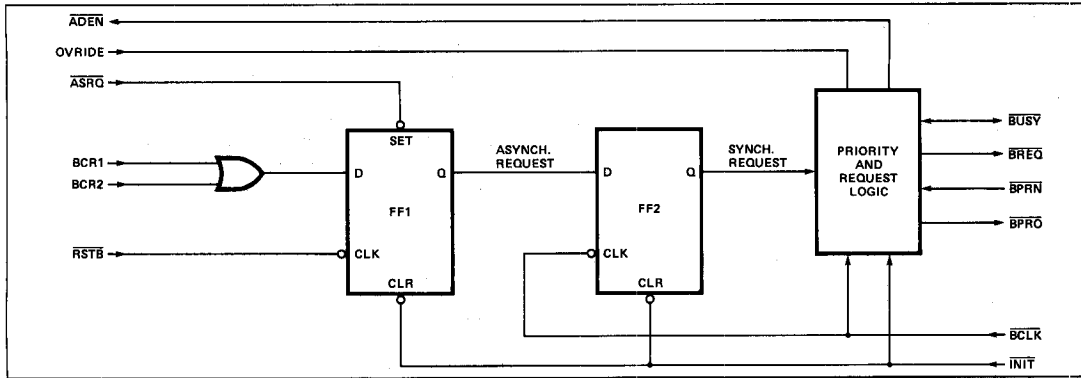 ADEN
OVRIDE
ASRQ
BCR1
BCR2
RSTB
SET
D
Q
FF1
CLK
CLR
ASYNCH.
REQUEST
D
Q
FF2
CLK
CLR
SYNCH.
REQUEST
PRIORITY
AND
REQUEST
LOGIC
BUSY
BREQ
BPRN
BPRO
BCLK
INIT